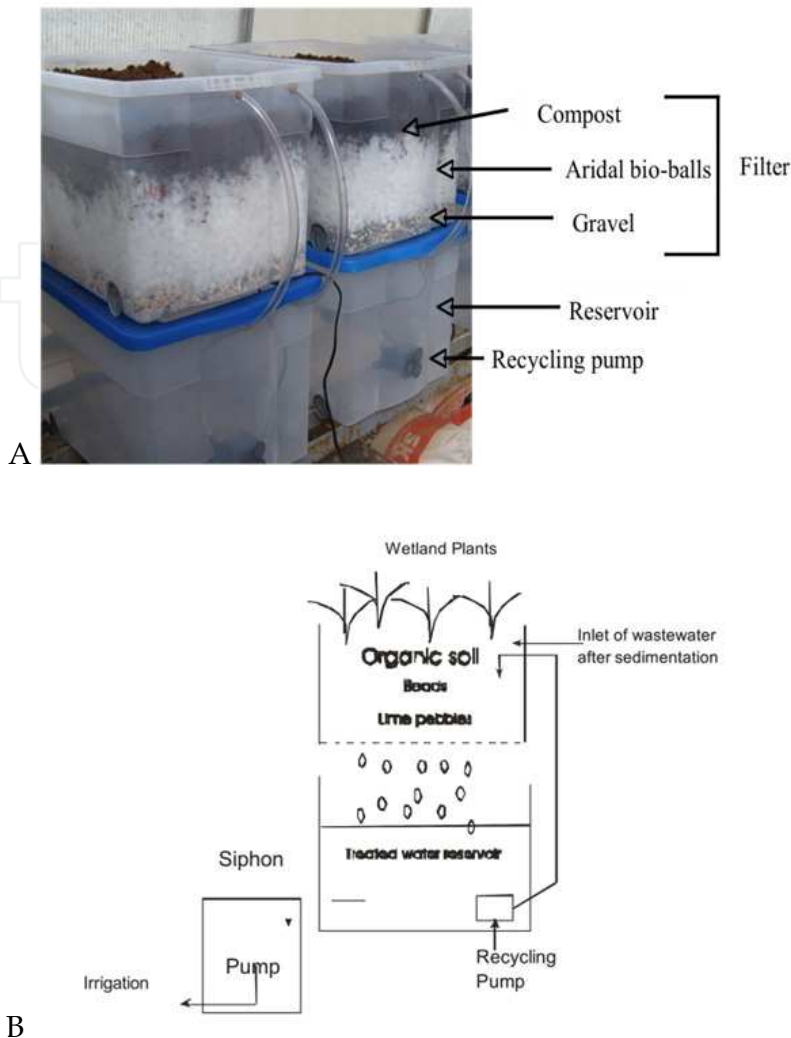 Compost
Aridal bio-balls
Filter
Gravel
Reservoir
Recycling pump
A
Wetland Plants
Inlet of wastewater
after sedimentation
Organic soil
Beads
Lime pebbles
Treated water reservoir
Siphon
Pump
Irrigation
Recycling
Pump
B